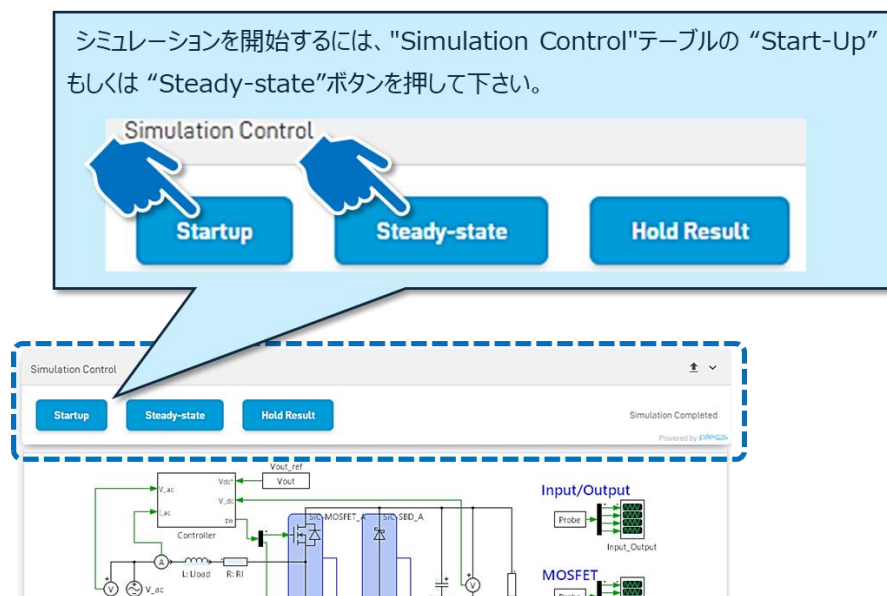 シミュレーションを開始するには、"Simulation Control"テーブルの “Start-Up”
もしくは “Steady-state”ボタンを押して下さい。
Simulation Control
Startup
Steady-state
Hold Result
Simulation Control
Startup
Steady-state
Hold Result
Simulation Completed
Powered by plecs
Vout_ref
Vout
V_ac
Vdc*
V_dc
I_ac
sw
Controller
SiC-MOSFET_A
SiC-SBD_A
Input/Output
Probe
Input_Output
A
L: Lload
R: Rl
MOSFET
Probe
V
V_ac
V